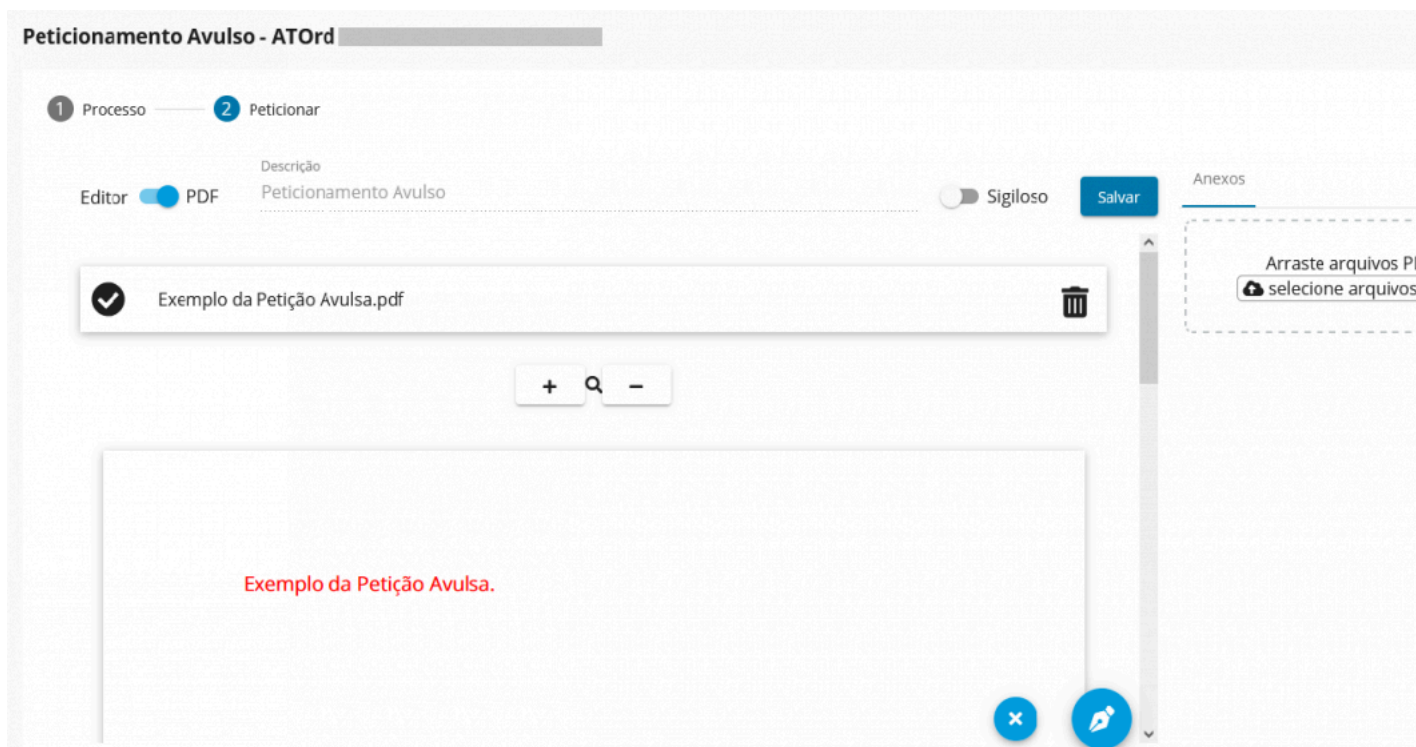 Peticionamento Avulso - ATOrd
1 Processo 2 Peticionar
Descrição
Editor PDF Peticionamento Avulso Sigiloso Salvar
Anexos
Exemplo da Petição Avulsa.pdf
Arraste arquivos
selecione arquivos
+ −
Exemplo da Petição Avulsa.